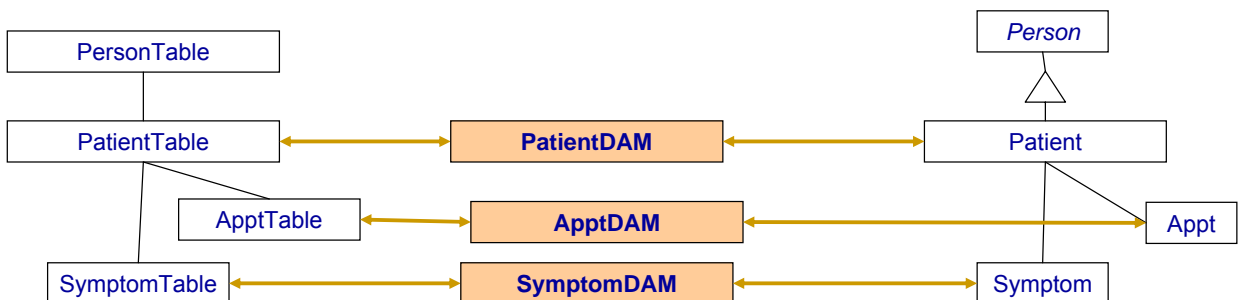 Person
PersonTable
PatientTable
PatientDAM
Patient
ApptTable
ApptDAM
Appt
SymptomTable
SymptomDAM
Symptom